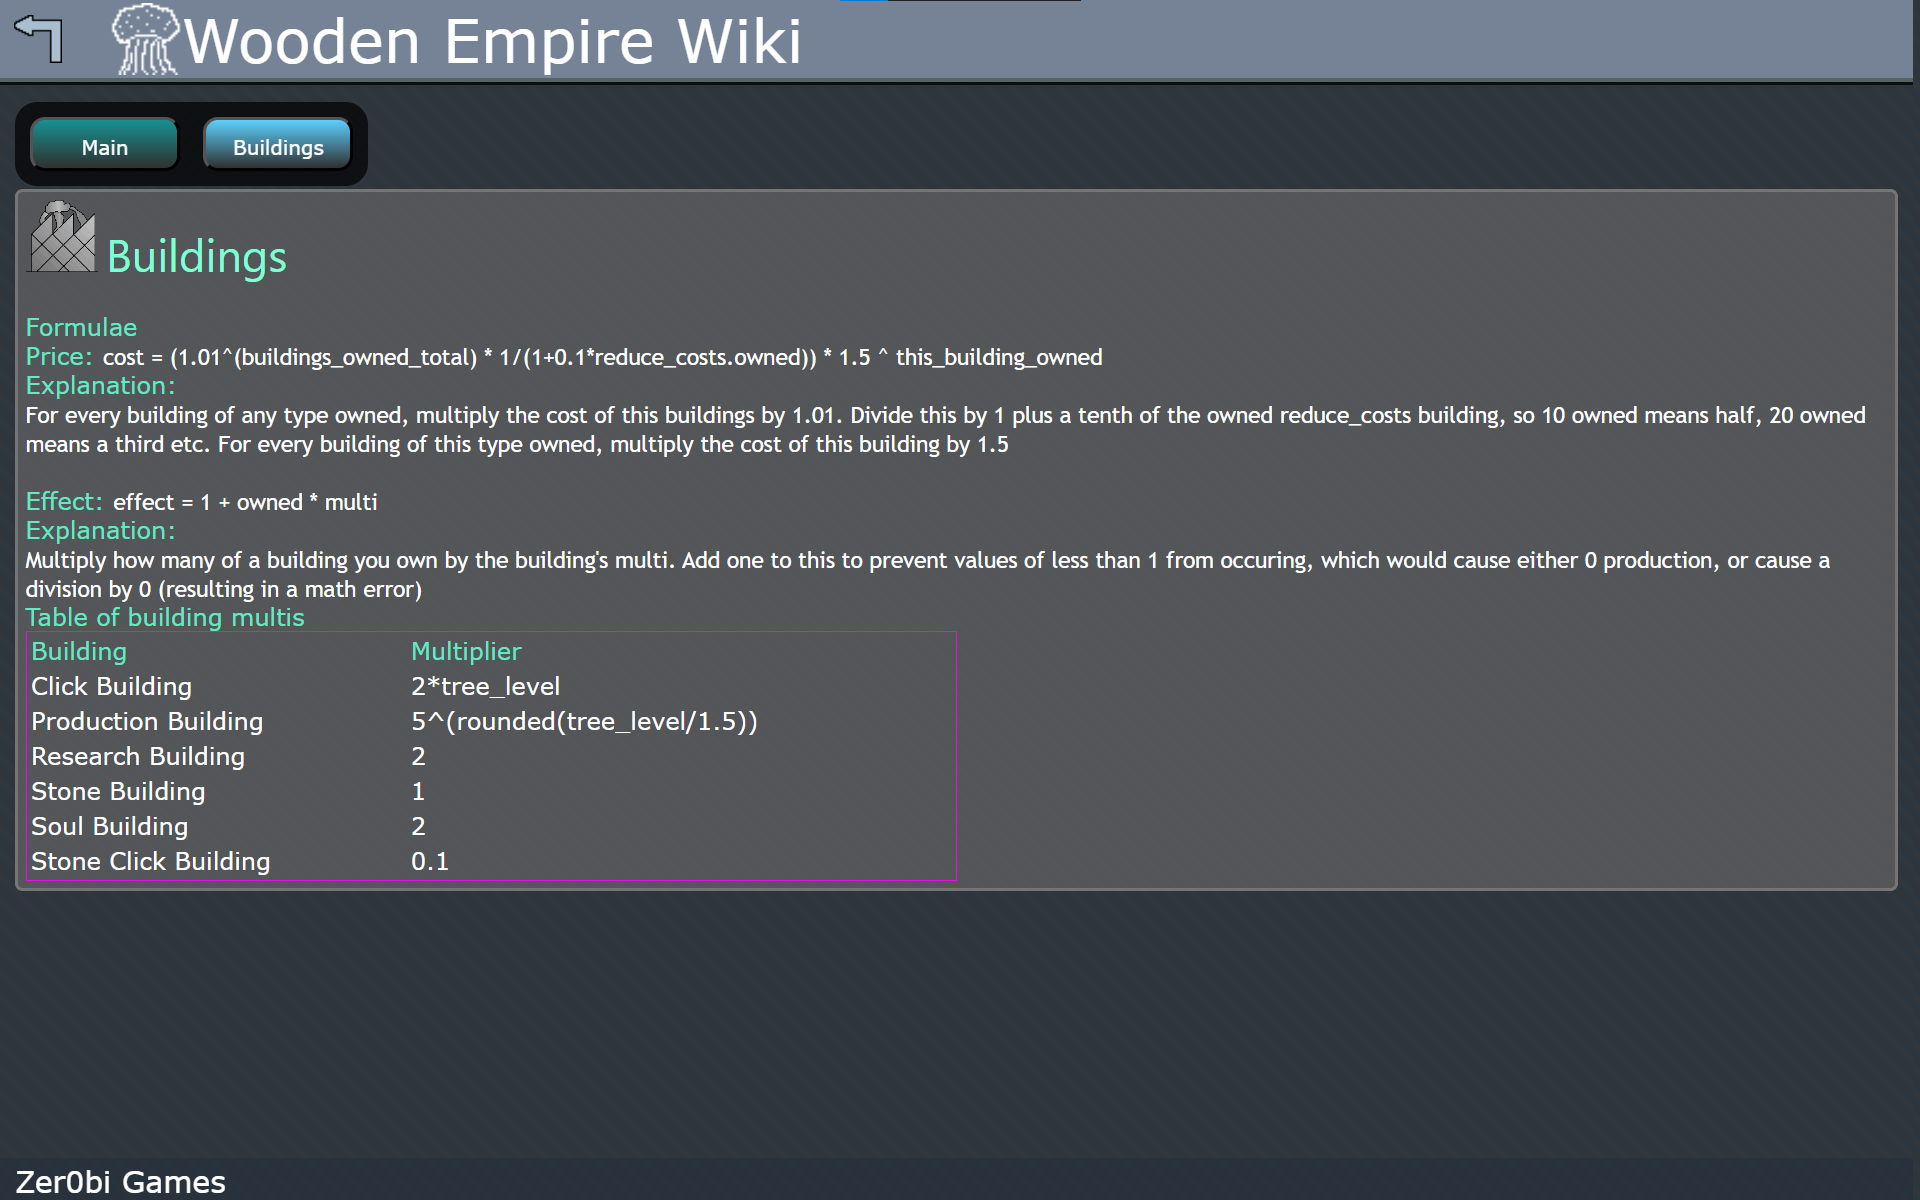 Wooden Empire Wiki
Main
Buildings
Buildings
Formulae
Price: cost = (1.01^(buildings_owned_total) * 1/(1+0.1*reduce_costs.owned)) * 1.5 ^ this_building_owned
Explanation:
For every building of any type owned, multiply the cost of this buildings by 1.01. Divide this by 1 plus a tenth of the owned reduce_costs building, so 10 owned means half, 20 owned
means a third etc. For every building of this type owned, multiply the cost of this building by 1.5
Effect: effect = 1 + owned * multi
Explanation:
Multiply how many of a building you own by the building's multi. Add one to this to prevent values of less than 1 from occuring, which would cause either 0 production, or cause a
division by 0 (resulting in a math error)
Table of building multis
Building Multiplier
Click Building 2*tree_level
Production Building 5^(rounded(tree_level/1.5))
Research Building 2
Stone Building 1
Soul Building 2
Stone Click Building 0.1
Zer0bi Games